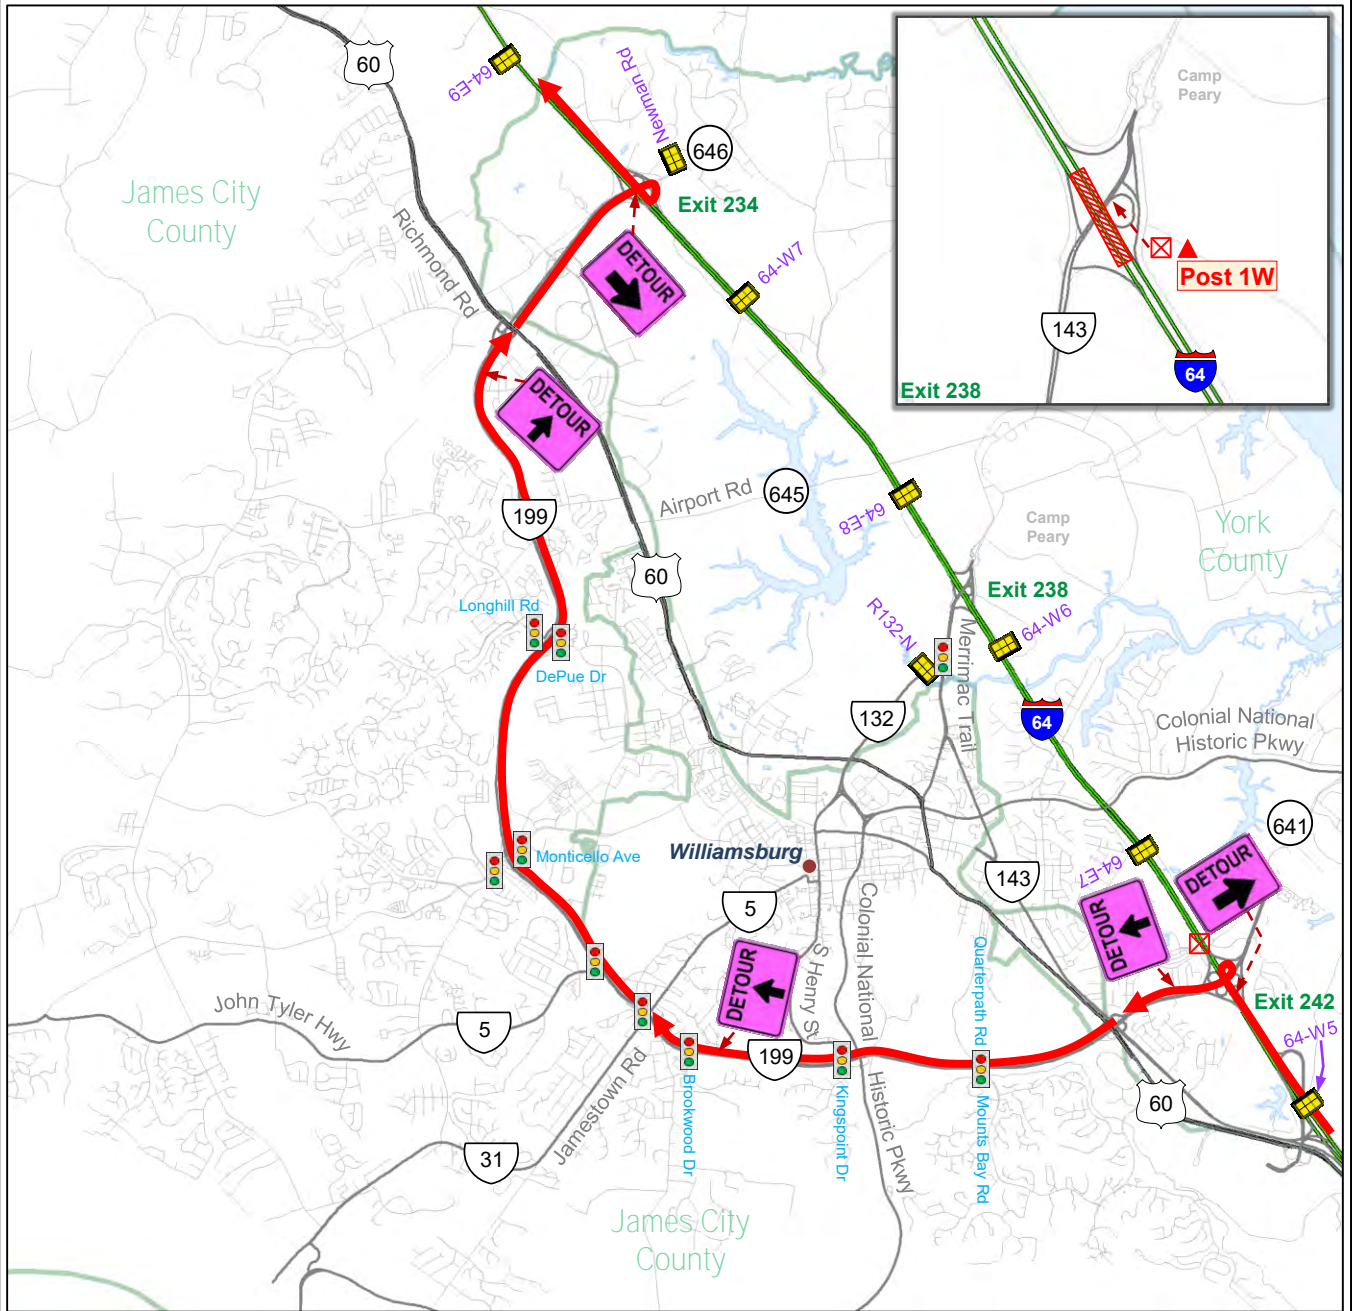 60
64-E9
Newman Rd
646
Exit 234
James City
County
Richmond Rd
DETOUR
64-W7
Camp
Peary
Post 1W
143
64
Exit 238
DETOUR
199
Airport Rd
645
64-E8
Camp
Peary
York
County
60
Exit 238
Longhill Rd
DePue Dr
R132-N
Merrimac Trail
64-W6
132
64
Colonial National
Historic Pkwy
Monticello Ave
Williamsburg
5
143
64-E7
641
DETOUR
DETOUR
DETOUR
S Henry St
Colonial National
Historic Pkwy
Quarterpath Rd
Exit 242
64-W5
John Tyler Hwy
5
199
60
Jamestown Rd
31
Brookwood Dr
Kingspoint Dr
Mounts Bay Rd
James City
County